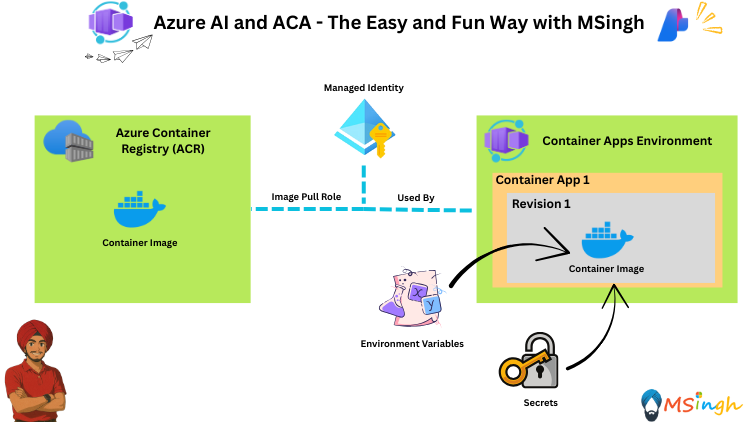 Azure AI and ACA - The Easy and Fun Way with MSingh
Managed Identity
Azure Container
Registry (ACR)
Container Image
Image Pull Role
Used By
Container Apps Environment
Container App 1
Revision 1
Container Image
x
y
Environment Variables
Secrets
MSingh